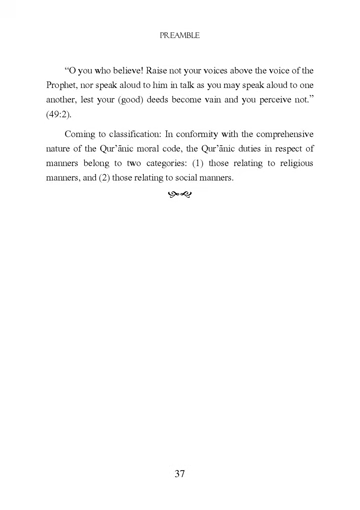 PREAMBLE
“O you who believe! Raise not your voices above the voice of the
Prophet, nor speak aloud to him in talk as you may speak aloud to one
another, lest your (good) deeds become vain and you perceive not.”
(49:2).
Coming to classification: In conformity with the comprehensive
nature of the Qur’ānic moral code, the Qur’ānic duties in respect of
manners belong to two categories: (1) those relating to religious
manners, and (2) those relating to social manners.
37